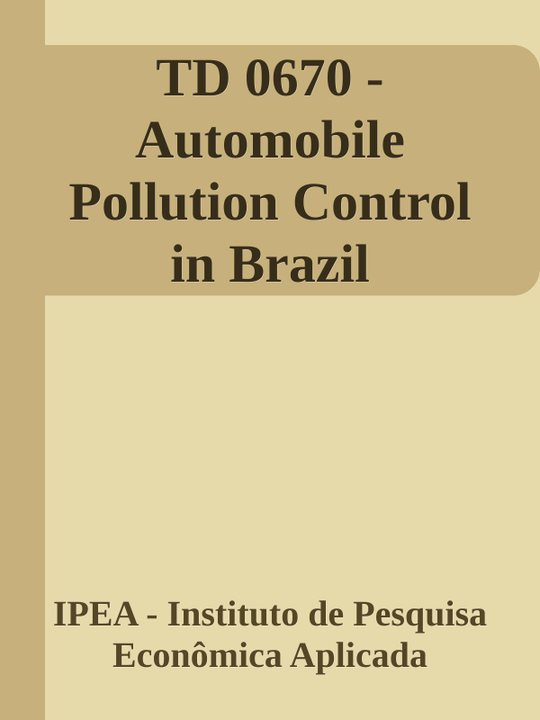 TD 0670 -
Automobile
Pollution Control
in Brazil
IPEA - Instituto de Pesquisa
Econômica Aplicada